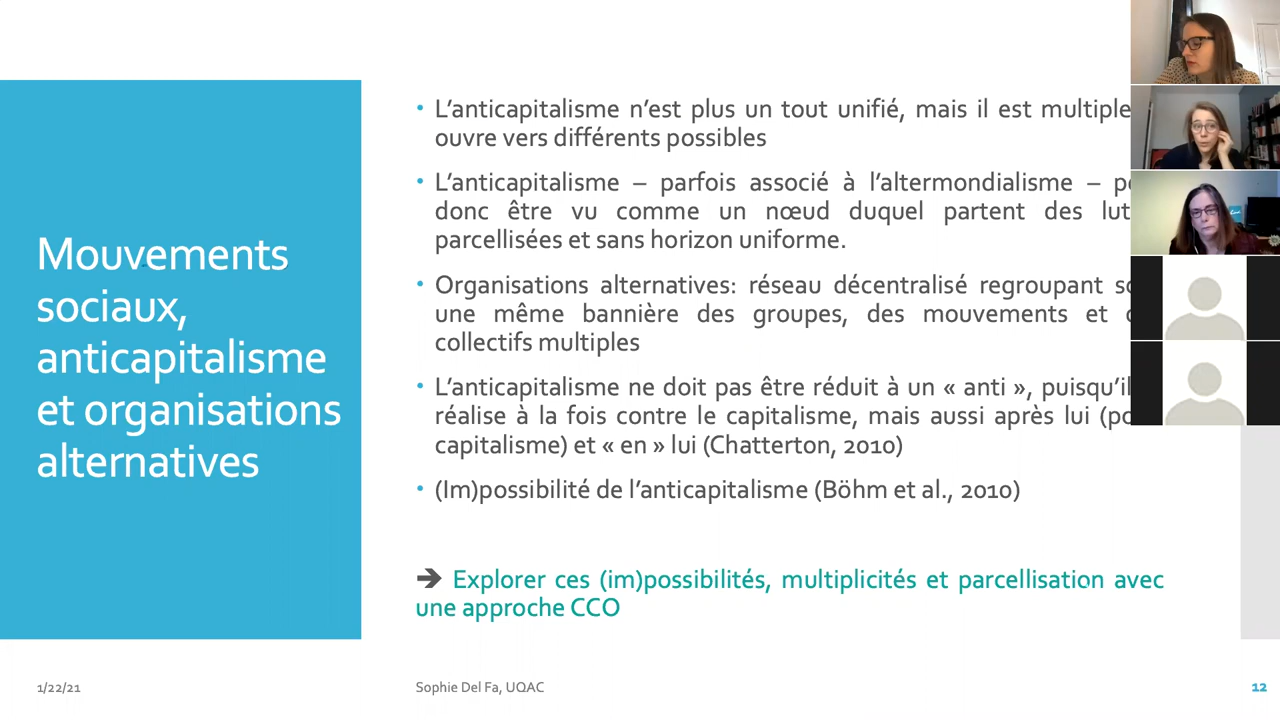 Mouvements
sociaux,
anticapitalisme
et organisations
alternatives
• L’anticapitalisme n’est plus un tout unifié, mais il est multiple
ouvre vers différents possibles
• L’anticapitalisme – parfois associé à l’altermondialisme –
donc être vu comme un nœud duquel partent des
parcellisées et sans horizon uniforme.
• Organisations alternatives: réseau décentralisé regroupant
une même bannière des groupes, des mouvements et
collectifs multiples
• L’anticapitalisme ne doit pas être réduit à un « anti »,
réalise à la fois contre le capitalisme, mais aussi après lui
capitalisme) et « en » lui (Chatterton, 2010)
• (Im)possibilité de l’anticapitalisme (Böhm et al., 2010)
➔ Explorer ces (im)possibilités, multiplicités et parcellisation avec
une approche CCO
1/22/21
Sophie Del Fa, UQAC
12